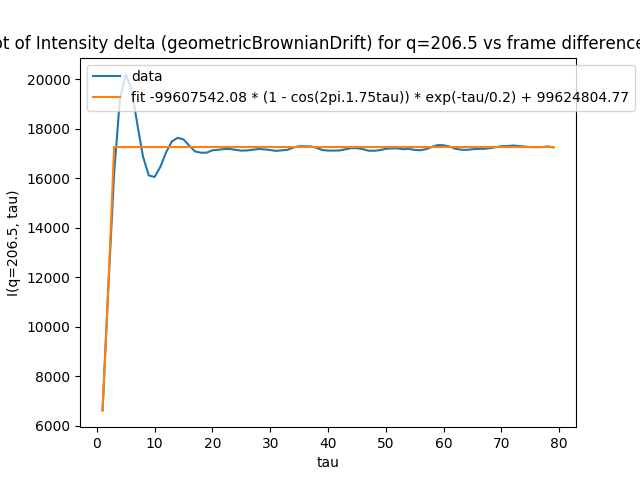 ot of Intensity delta (geometricBrownianDrift) for q=206.5 vs frame difference
data
fit -99607542.08 * (1 - cos(2pi.1.75tau)) * exp(-tau/0.2) + 99624804.77
I(q=206.5, tau)
20000
18000
16000
14000
12000
10000
8000
6000
0 10 20 30 40 50 60 70 80
tau